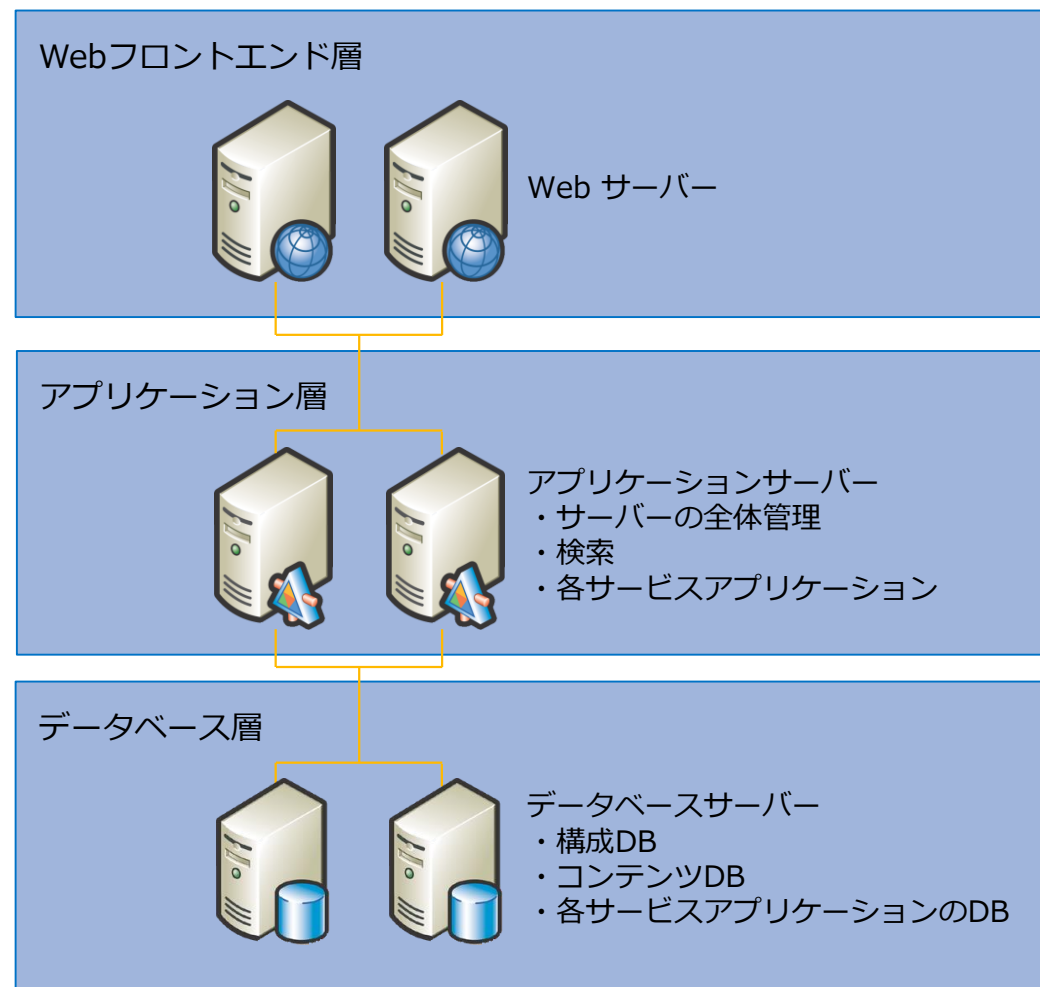 Webフロントエンド層
Web サーバー
アプリケーション層
アプリケーションサーバー
・サーバーの全体管理
・検索
・各サービスアプリケーション
データベース層
データベースサーバー
・構成DB
・コンテンツDB
・各サービスアプリケーションのDB